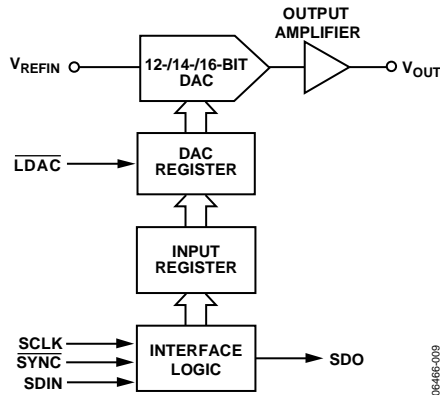 OUTPUT
AMPLIFIER
VREFIN
12-/14-/16-BIT
DAC
VOUT
LDAC
DAC
REGISTER
INPUT
REGISTER
SCLK
SYNC
SDIN
INTERFACE
LOGIC
SDO
06466-009